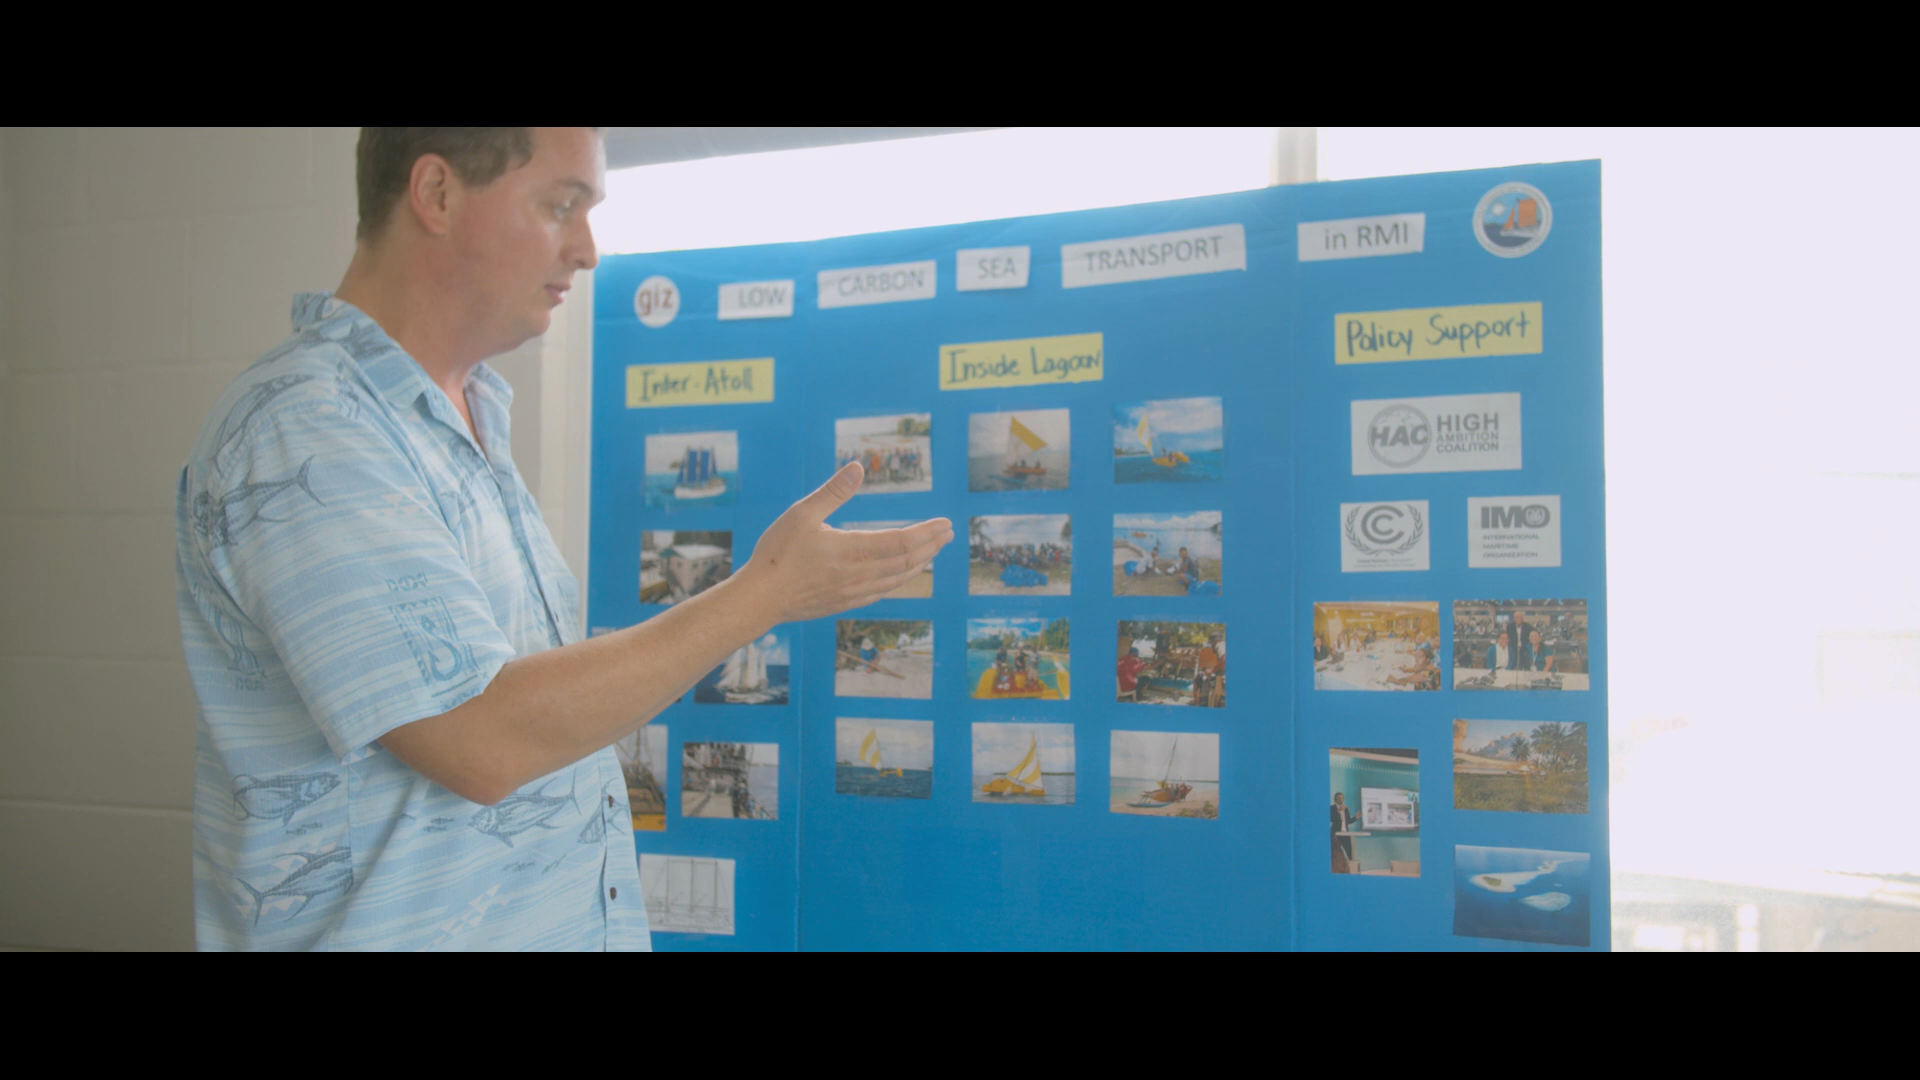 giz
LOW CARBON SEA TRANSPORT in RMI
Inter-Atoll
Inside Lagoon
Policy Support
HAC HIGH
AMBITION
COALITION
IMO
INTERNATIONAL
MARITIME
ORGANIZATION